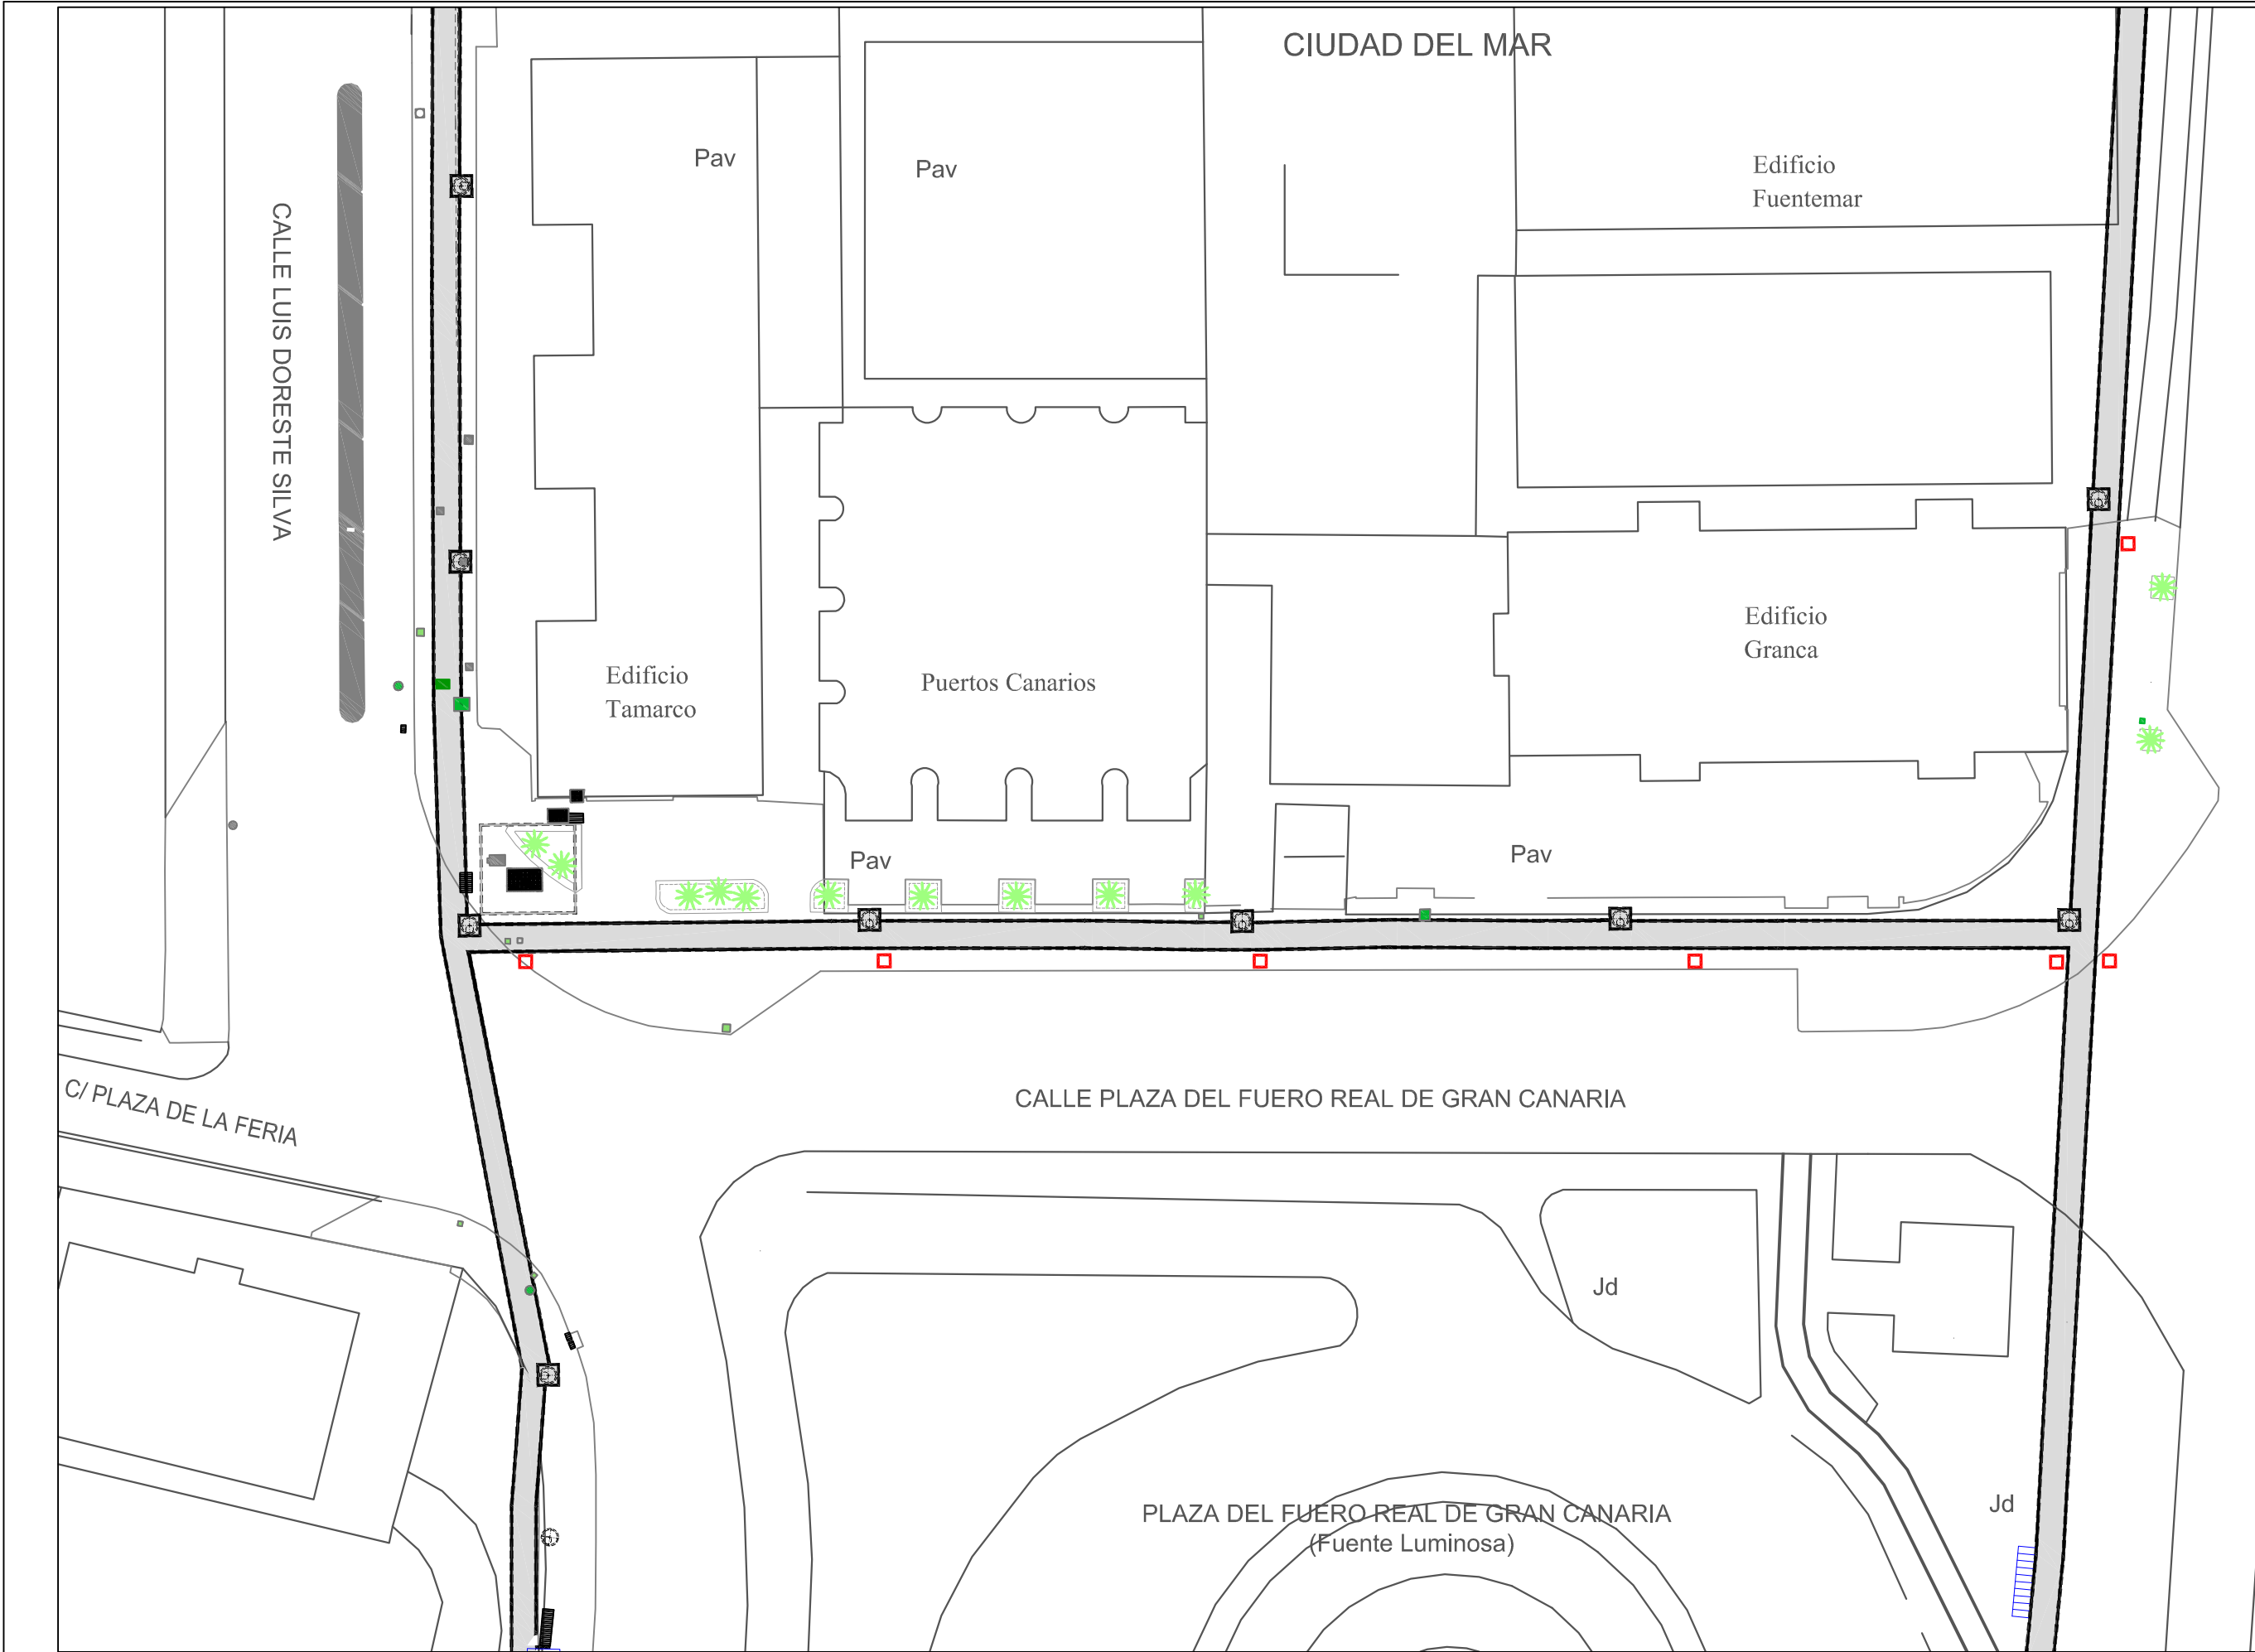 CIUDAD DEL MAR
Pav
Pav
Edificio
Fuentemar
CALLE LUIS DORESTE SILVA
Edificio
Tamarco
Puertos Canarios
Edificio
Granca
Pav
Pav
C/ PLAZA DE LA FERIA
CALLE PLAZA DEL FUERO REAL DE GRAN CANARIA
Jd
Jd
PLAZA DEL FUERO REAL DE GRAN CANARIA
(Fuente Luminosa)